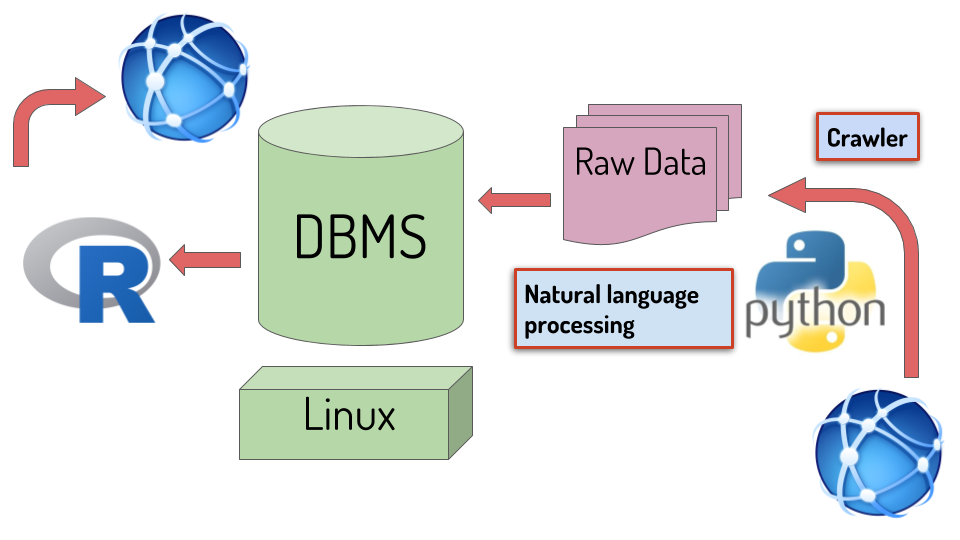 Crawler
Raw Data
DBMS
R
Natural language
processing
python
Linux